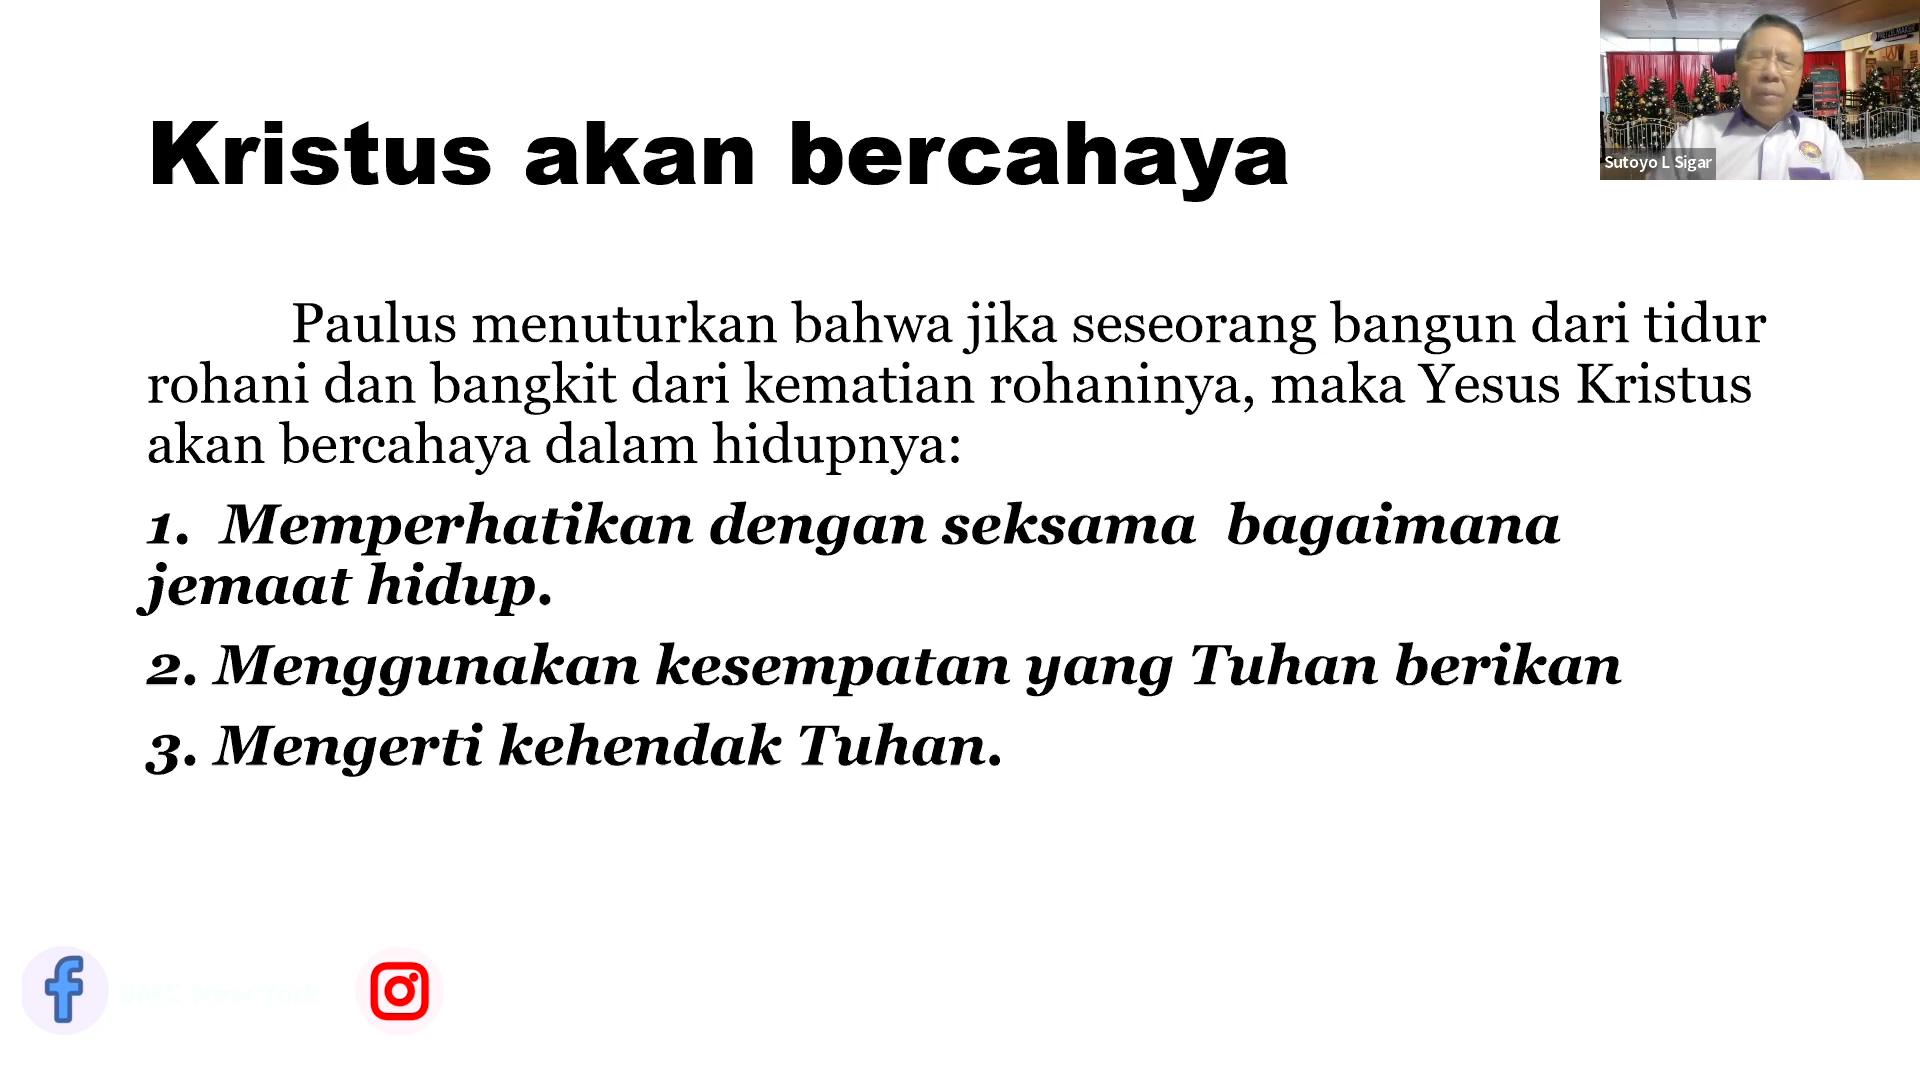 Kristus akan bercahaya
Sutoyo L Sigar
Paulus menuturkan bahwa jika seseorang bangun dari tidur
rohani dan bangkit dari kematian rohaninya, maka Yesus Kristus
akan bercahaya dalam hidupnya:
1. Memperhatikan dengan seksama bagaimana
jemaat hidup.
2. Menggunakan kesempatan yang Tuhan berikan
3. Mengerti kehendak Tuhan.